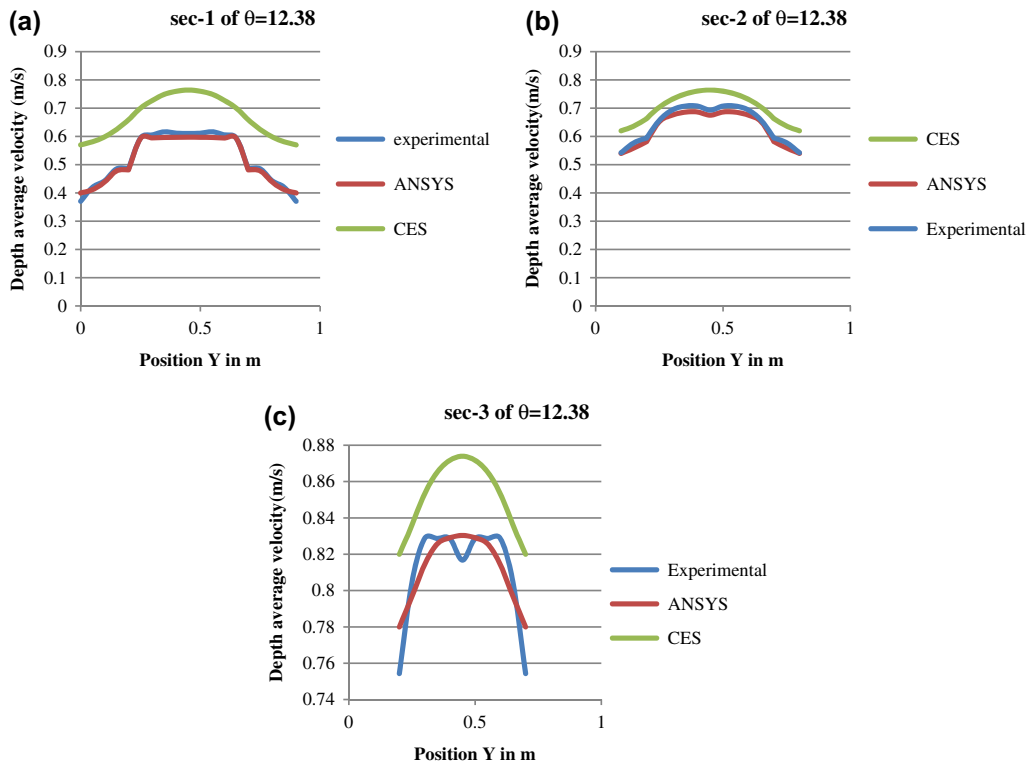 (a)
sec-1 of θ=12.38
Depth average velocity (m/s)
0.9
0.8
0.7
0.6
0.5
0.4
0.3
0.2
0.1
0
0
0.5
1
Position Y in m
experimental
ANSYS
CES
(b)
sec-2 of θ=12.38
Depth average velocity(m/s)
0.9
0.8
0.7
0.6
0.5
0.4
0.3
0.2
0.1
0
0
0.5
1
Position Y in m
CES
ANSYS
Experimental
(c)
sec-3 of θ=12.38
Depth average velocity(m/s)
0.88
0.86
0.84
0.82
0.8
0.78
0.76
0.74
0
0.5
1
Position Y in m
Experimental
ANSYS
CES